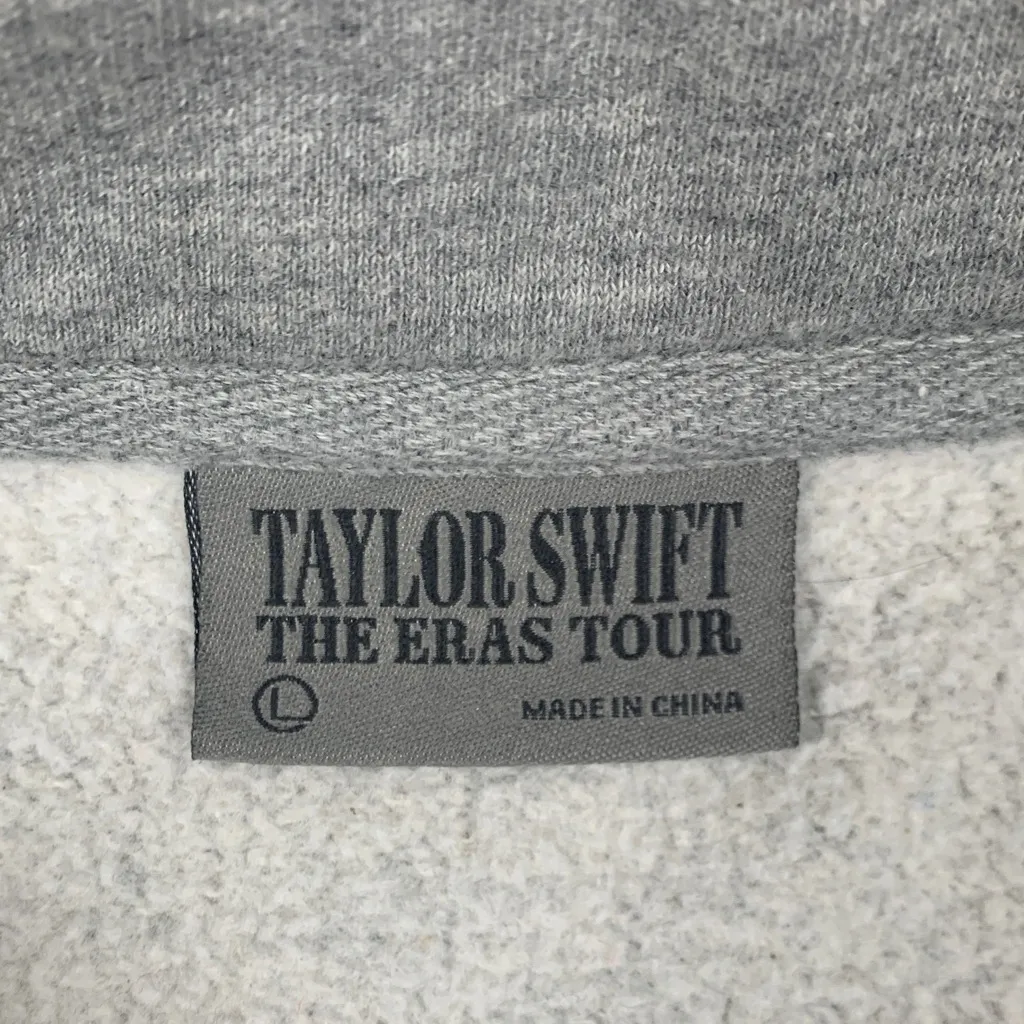 TAYLOR SWIFT
THE ERAS TOUR
L MADE IN CHINA